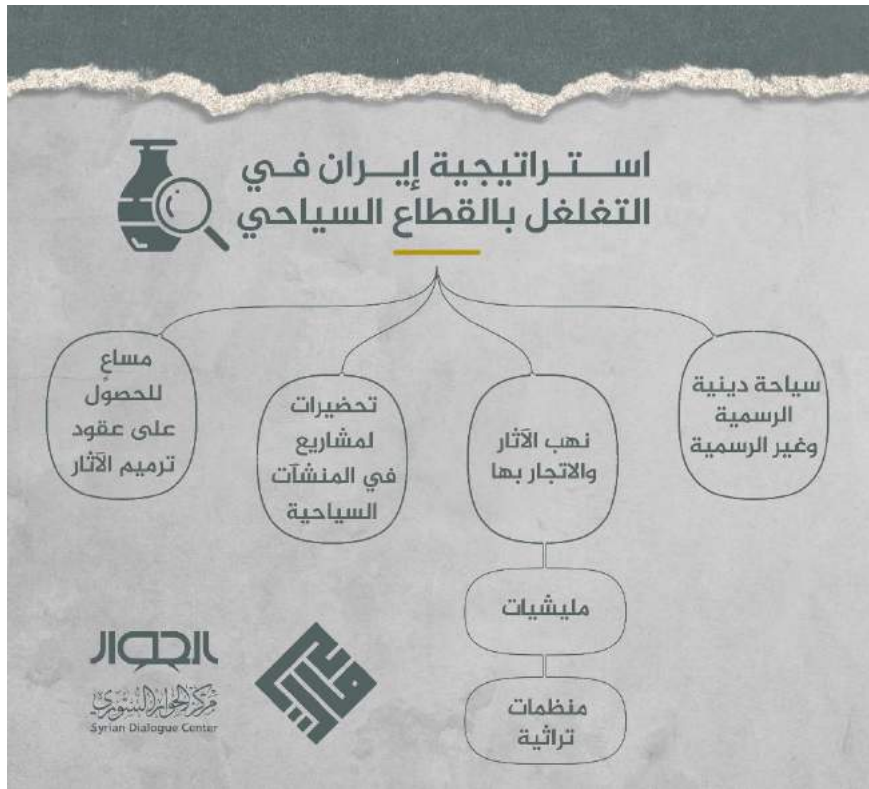 استراتيجية إيران في
التغلغل بالقطاع السياحي
سياحة دينية
الرسمية
وغير الرسمية
نهب الآثار
والاتجار بها
مليشيات
منظمات
تراثية
تحضيرات
لمشاريع
في المنشآت
السياحية
مساعٍ
للحصول
على عقود
ترميم الآثار
الحوار
مركز الحوار السوري
Syrian Dialogue Center